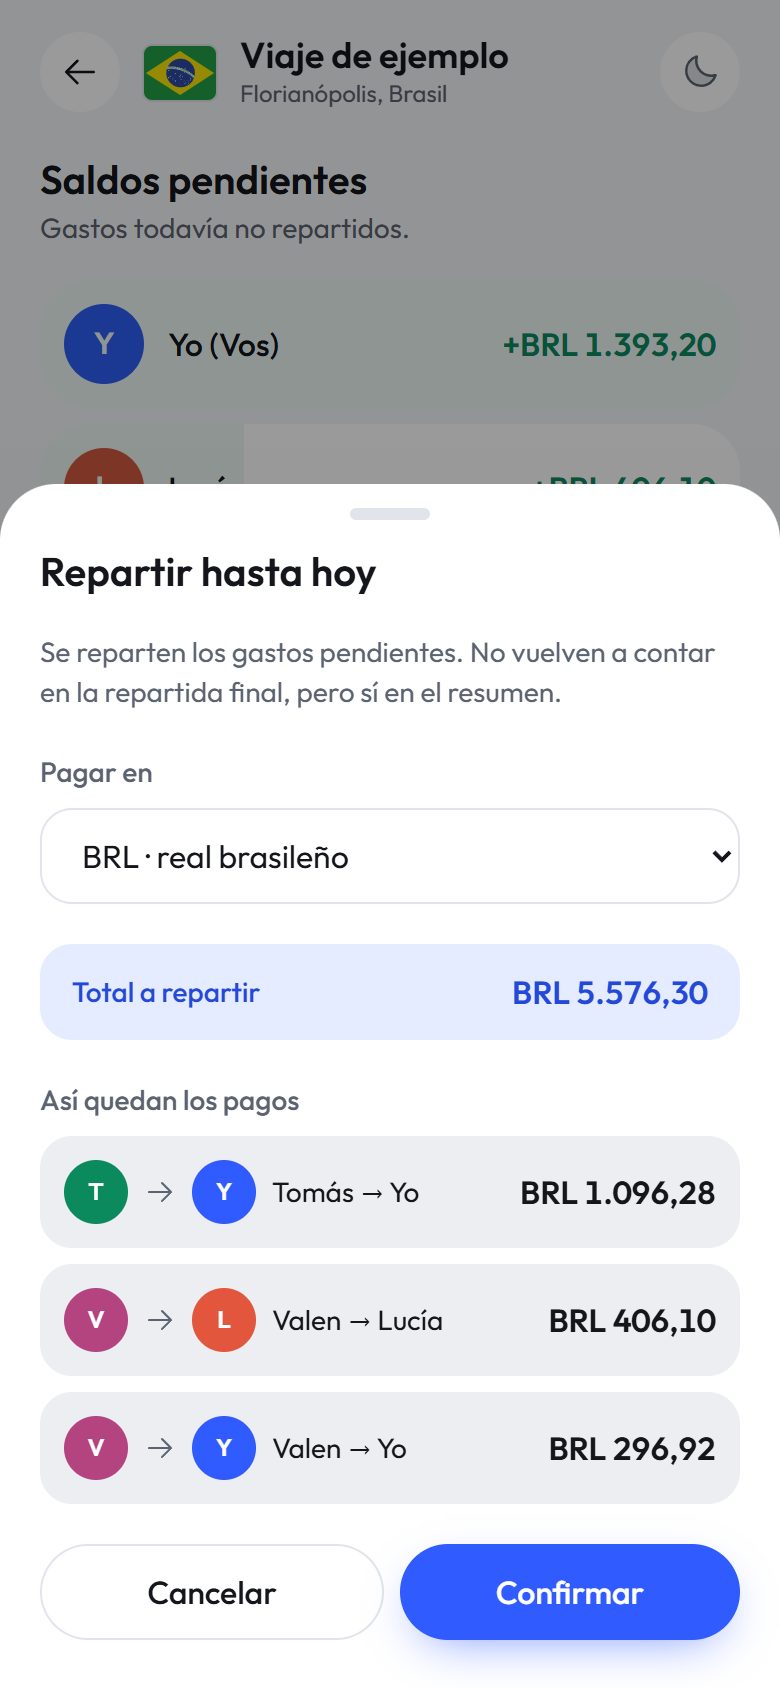 Viaje de ejemplo
Florianópolis, Brasil
Saldos pendientes
Gastos todavía no repartidos.
Y Yo (Vos) +BRL 1.393,20
Repartir hasta hoy
Se reparten los gastos pendientes. No vuelven a contar
en la repartida final, pero sí en el resumen.
Pagar en
BRL · real brasileño
Total a repartir BRL 5.576,30
Así quedan los pagos
T → Y Tomás → Yo BRL 1.096,28
V → L Valen → Lucía BRL 406,10
V → Y Valen → Yo BRL 296,92
Cancelar Confirmar